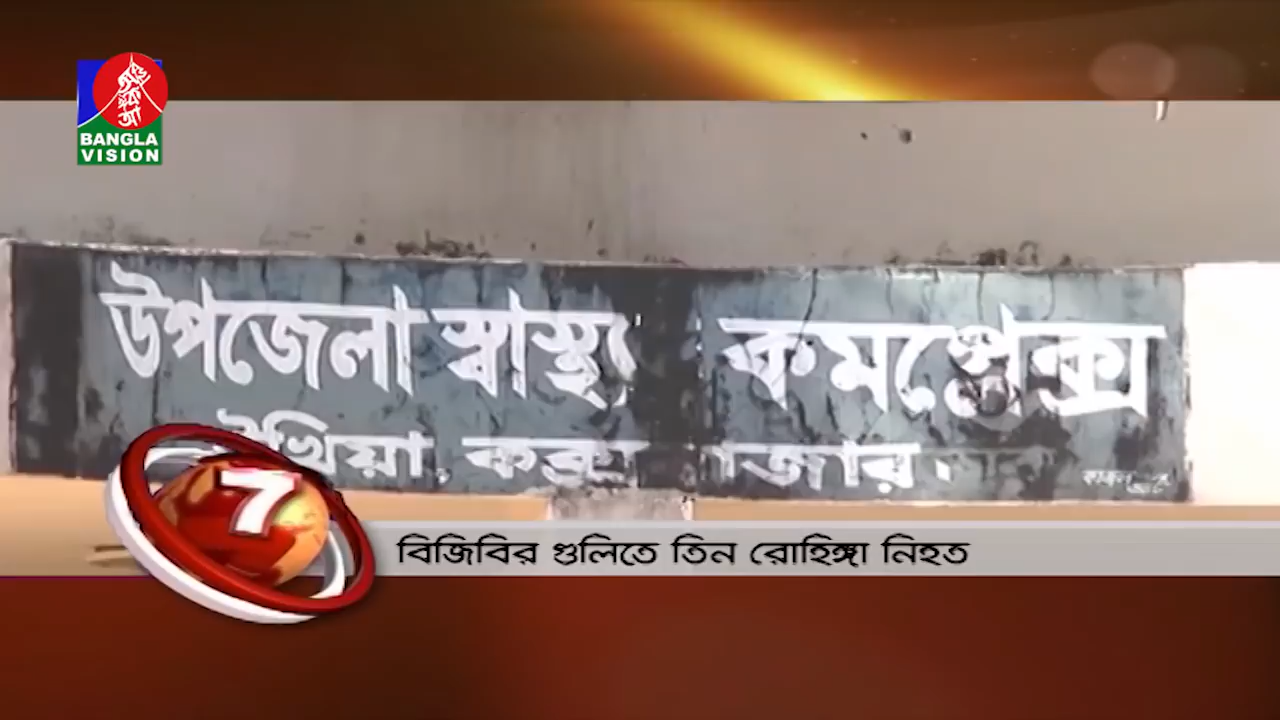 BANGLA
VISION
উপজেলা স্বাস্থ্য কমপ্লেক্স
উখিয়া, কক্সবাজার।
7
বিজিবির গুলিতে তিন রোহিঙ্গা নিহত